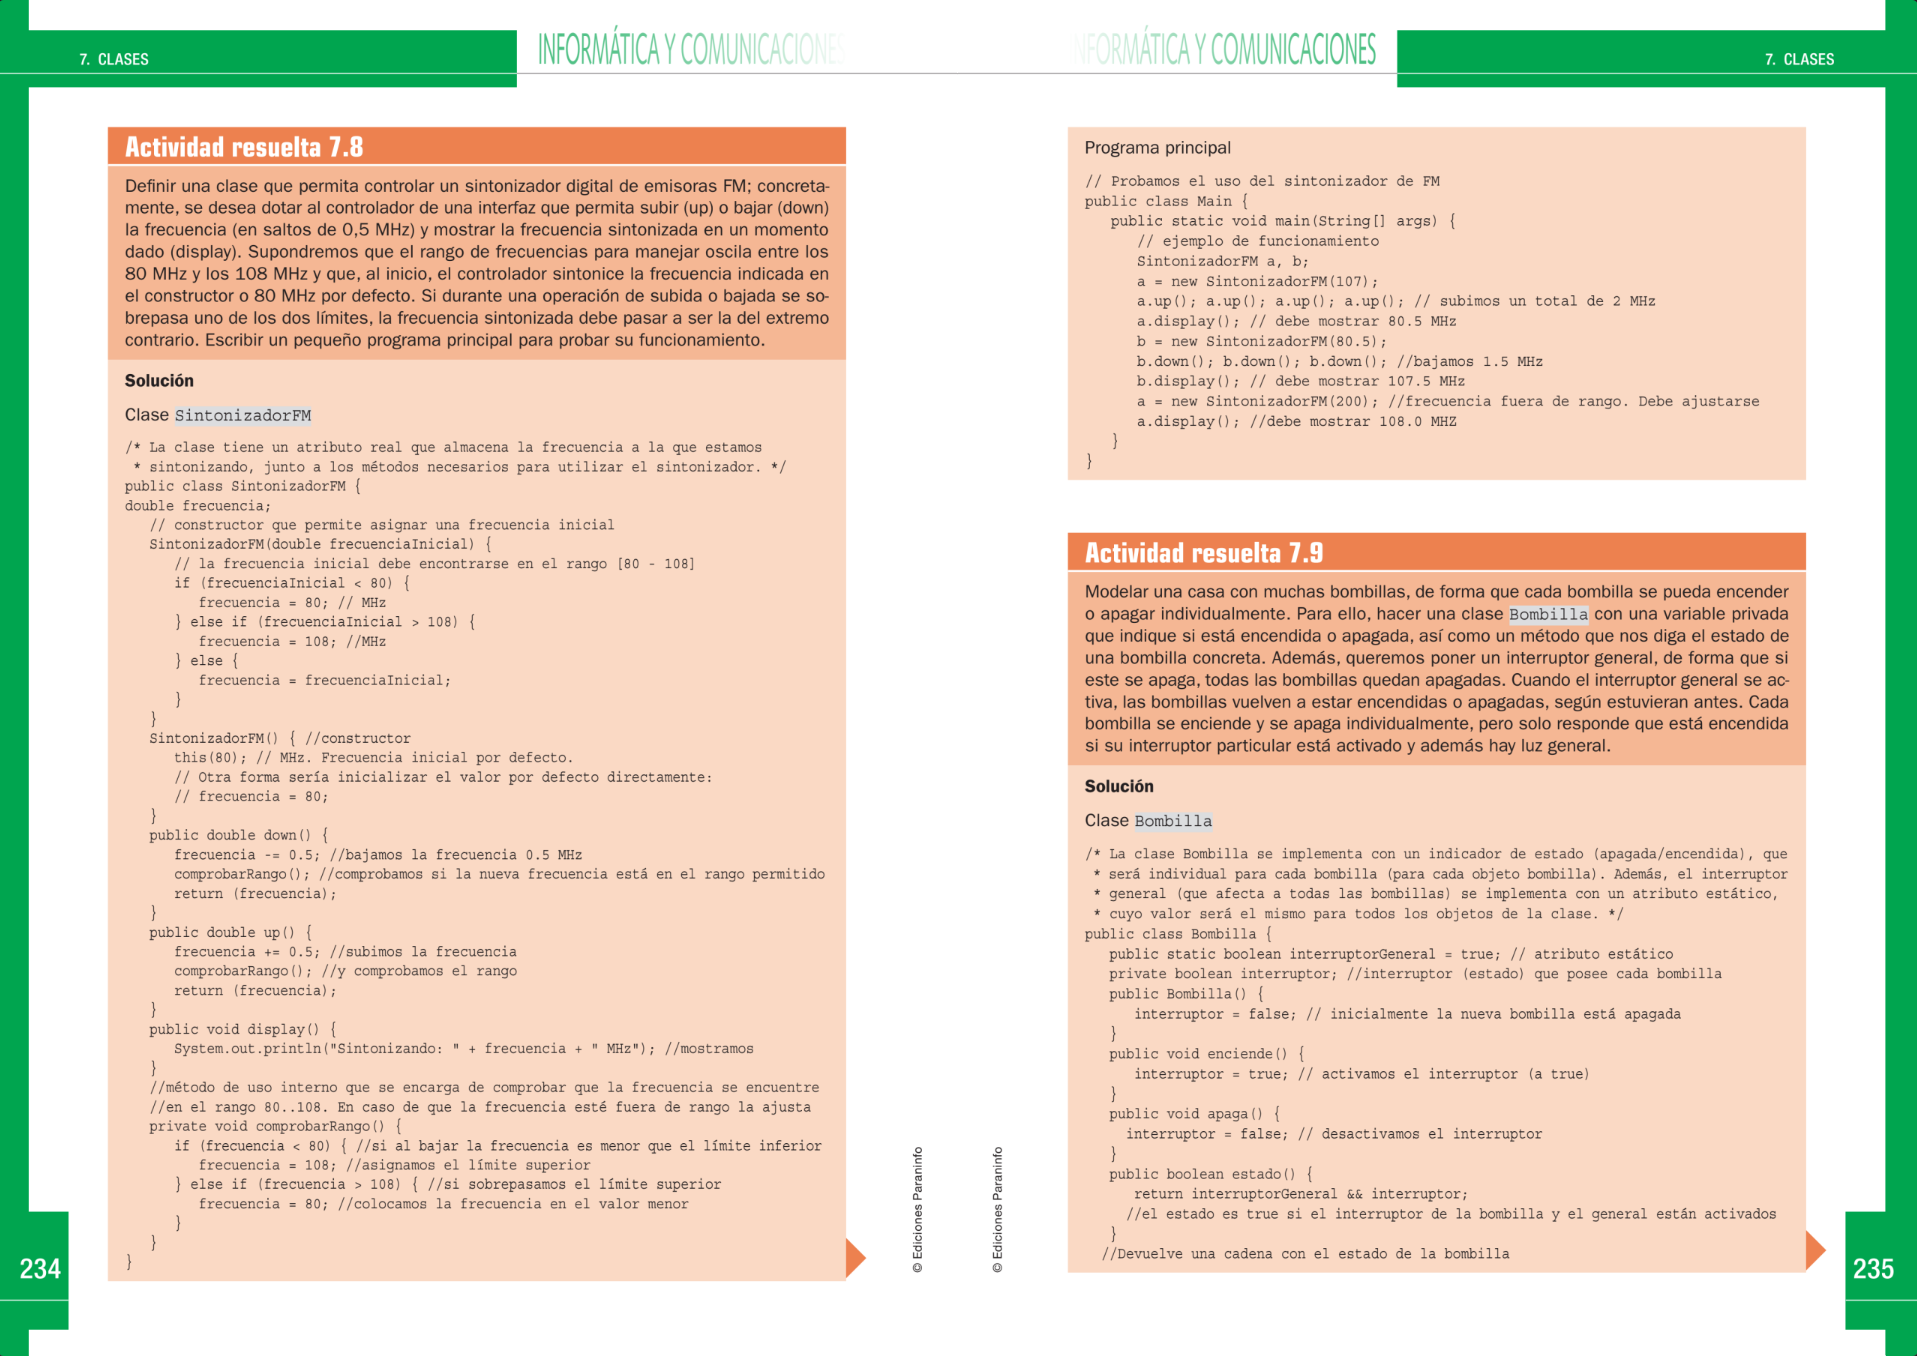 7. CLASES
INFORMÁTICA Y COMUNICACIONES
Actividad resuelta 7.8
Definir una clase que permita controlar un sintonizador digital de emisoras FM; concreta-
mente, se desea dotar al controlador de una interfaz que permita subir (up) o bajar (down)
la frecuencia (en saltos de 0,5 MHz) y mostrar la frecuencia sintonizada en un momento
dado (display). Supondremos que el rango de frecuencias para manejar oscila entre los
80 MHz y los 108 MHz y que, al inicio, el controlador sintonice la frecuencia indicada en
el constructor o 80 MHz por defecto. Si durante una operación de subida o bajada se so-
brepasa uno de los dos límites, la frecuencia sintonizada debe pasar a ser la del extremo
contrario. Escribir un pequeño programa principal para probar su funcionamiento.
Solución
Clase SintonizadorFM
/* La clase tiene un atributo real que almacena la frecuencia a la que estamos
* sintonizando, junto a los métodos necesarios para utilizar el sintonizador. */
public class SintonizadorFM {
double frecuencia;
// constructor que permite asignar una frecuencia inicial
SintonizadorFM(double frecuenciaInicial) {
// la frecuencia inicial debe encontrarse en el rango [80 - 108]
if (frecuenciaInicial < 80) {
frecuencia = 80; // MHz
} else if (frecuenciaInicial > 108) {
frecuencia = 108; //MHz
} else {
frecuencia = frecuenciaInicial;
}
}
SintonizadorFM() { //constructor
this(80); // MHz. Frecuencia inicial por defecto.
// Otra forma sería inicializar el valor por defecto directamente:
// frecuencia = 80;
}
public double down() {
frecuencia -= 0.5; //bajamos la frecuencia 0.5 MHz
comprobarRango(); //comprobamos si la nueva frecuencia está en el rango permitido
return (frecuencia);
}
public double up() {
frecuencia += 0.5; //subimos la frecuencia
comprobarRango(); //y comprobamos el rango
return (frecuencia);
}
public void display() {
System.out.println("Sintonizando: " + frecuencia + " MHz"); //mostramos
}
//método de uso interno que se encarga de comprobar que la frecuencia se encuentre
//en el rango 80..108. En caso de que la frecuencia esté fuera de rango la ajusta
private void comprobarRango() {
if (frecuencia < 80) { //si al bajar la frecuencia es menor que el límite inferior
frecuencia = 108; //asignamos el límite superior
} else if (frecuencia > 108) { //si sobrepasamos el límite superior
frecuencia = 80; //colocamos la frecuencia en el valor menor
}
}
}
© Ediciones Paraninfo
234
INFORMÁTICA Y COMUNICACIONES
7. CLASES
Programa principal
// Probamos el uso del sintonizador de FM
public class Main {
public static void main(String[] args) {
// ejemplo de funcionamiento
SintonizadorFM a, b;
a = new SintonizadorFM(107);
a.up(); a.up(); a.up(); a.up(); // subimos un total de 2 MHz
a.display(); // debe mostrar 80.5 MHz
b = new SintonizadorFM(80.5);
b.down(); b.down(); b.down(); //bajamos 1.5 MHz
b.display(); // debe mostrar 107.5 MHz
a = new SintonizadorFM(200); //frecuencia fuera de rango. Debe ajustarse
a.display(); //debe mostrar 108.0 MHZ
}
}
Actividad resuelta 7.9
Modelar una casa con muchas bombillas, de forma que cada bombilla se pueda encender
o apagar individualmente. Para ello, hacer una clase Bombilla con una variable privada
que indique si está encendida o apagada, así como un método que nos diga el estado de
una bombilla concreta. Además, queremos poner un interruptor general, de forma que si
este se apaga, todas las bombillas quedan apagadas. Cuando el interruptor general se ac-
tiva, las bombillas vuelven a estar encendidas o apagadas, según estuvieran antes. Cada
bombilla se enciende y se apaga individualmente, pero solo responde que está encendida
si su interruptor particular está activado y además hay luz general.
Solución
Clase Bombilla
/* La clase Bombilla se implementa con un indicador de estado (apagada/encendida), que
* será individual para cada bombilla (para cada objeto bombilla). Además, el interruptor
* general (que afecta a todas las bombillas) se implementa con un atributo estático,
* cuyo valor será el mismo para todos los objetos de la clase. */
public class Bombilla {
public static boolean interruptorGeneral = true; // atributo estático
private boolean interruptor; //interruptor (estado) que posee cada bombilla
public Bombilla() {
interruptor = false; // inicialmente la nueva bombilla está apagada
}
public void enciende() {
interruptor = true; // activamos el interruptor (a true)
}
public void apaga() {
interruptor = false; // desactivamos el interruptor
}
public boolean estado() {
return interruptorGeneral && interruptor;
//el estado es true si el interruptor de la bombilla y el general están activados
}
//Devuelve una cadena con el estado de la bombilla
© Ediciones Paraninfo
235